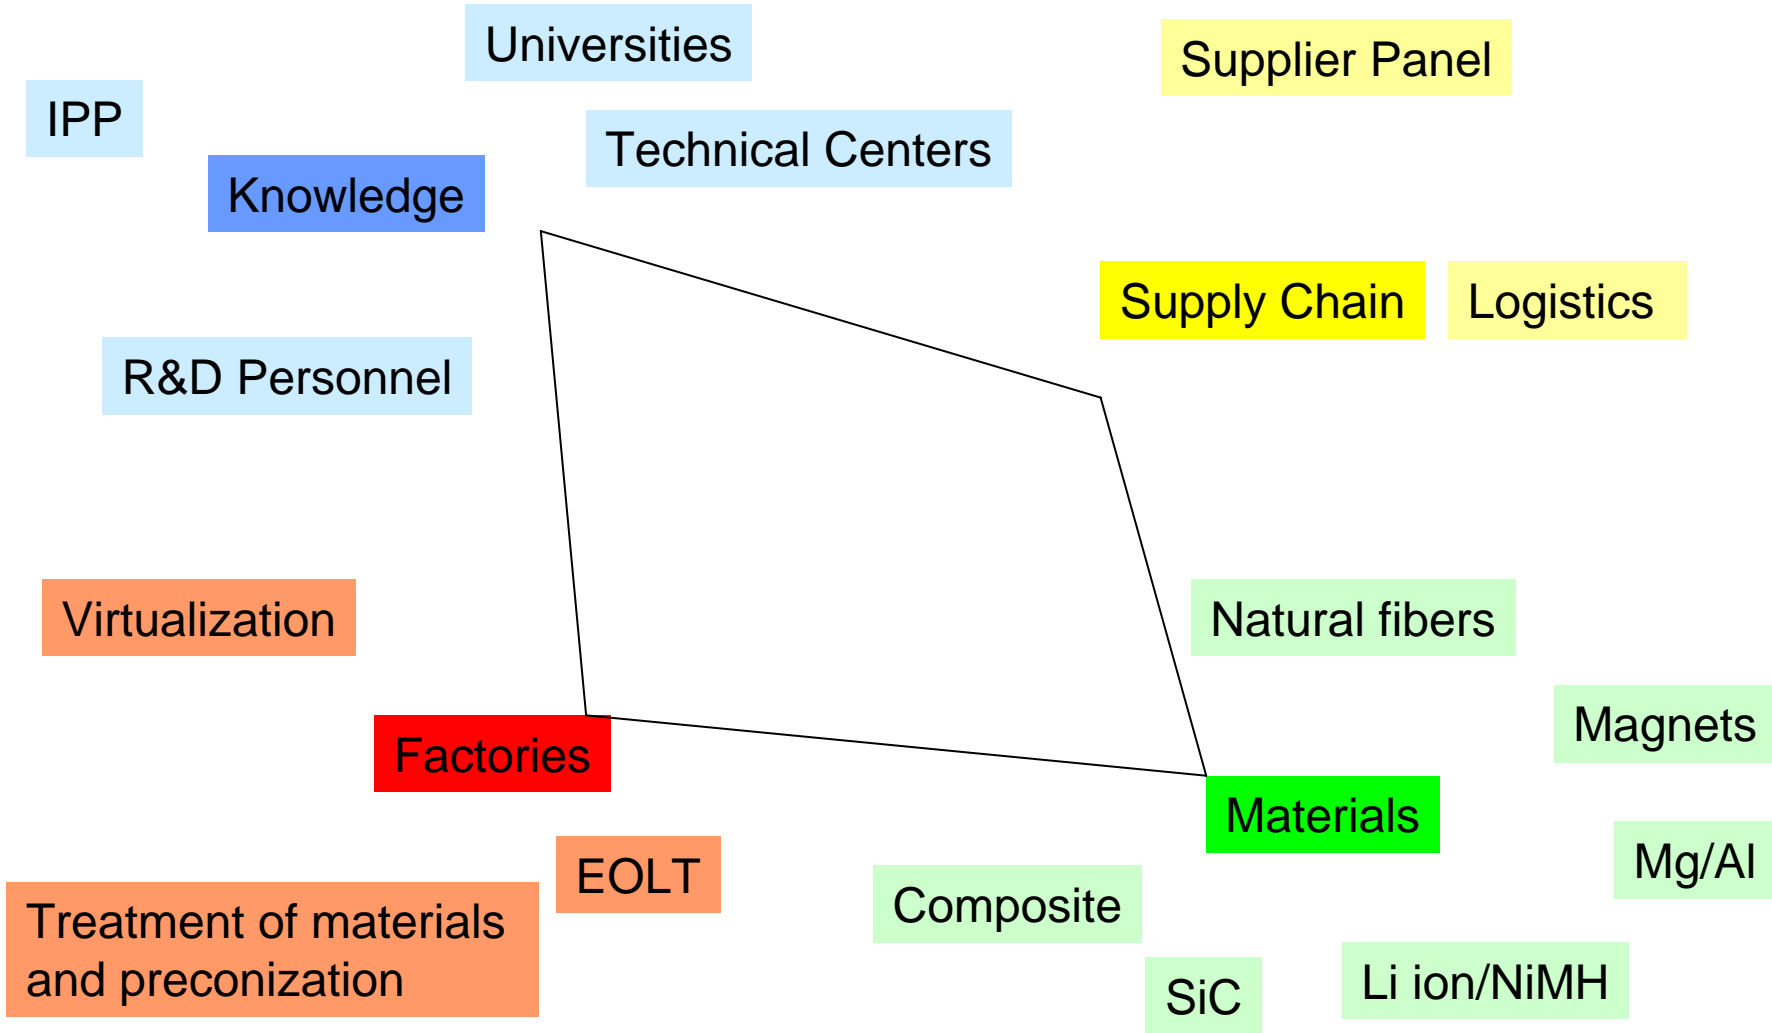 Universities
Supplier Panel
IPP
Technical Centers
Knowledge
Supply Chain
Logistics
R&D Personnel
Virtualization
Natural fibers
Magnets
Factories
Materials
Mg/Al
EOLT
Composite
Treatment of materials
and preconization
SiC
Li ion/NiMH